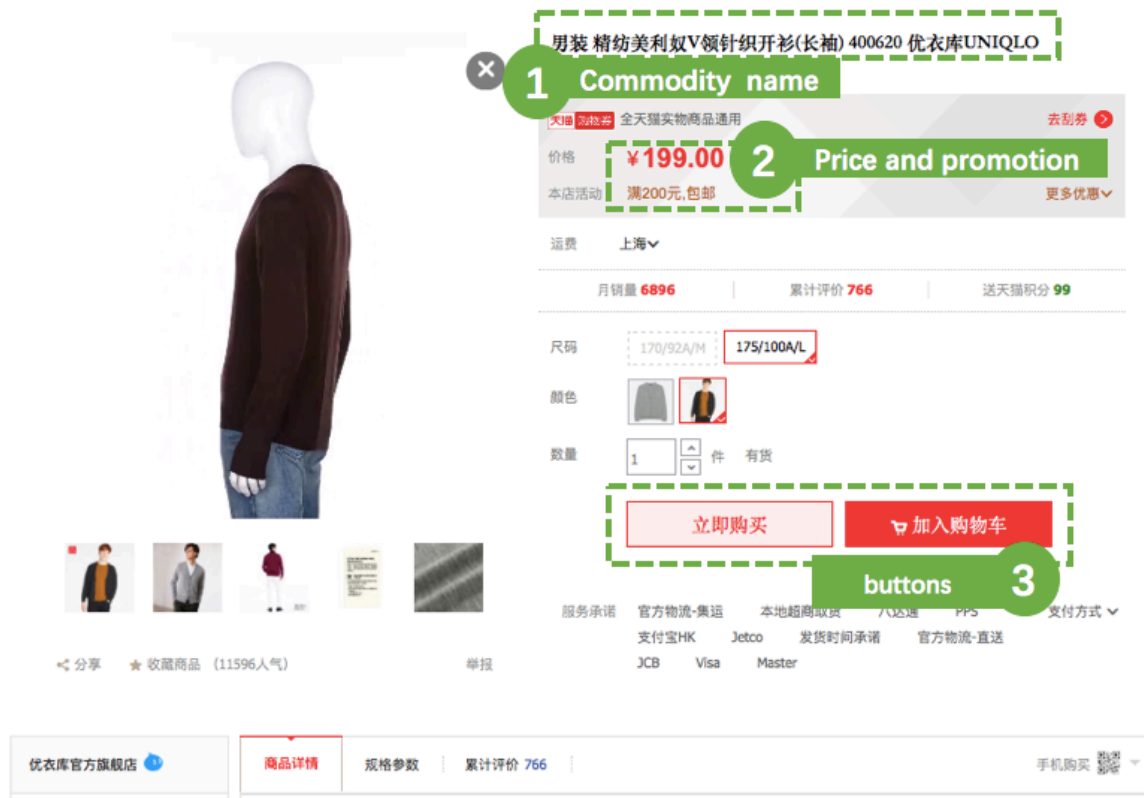 男装 精纺美利奴V领针织开衫(长袖) 400620 优衣库UNIQLO
1 Commodity name
天猫 购物券 全天猫实物商品通用 去刮券
价格 ¥199.00 2 Price and promotion
本店活动 满200元,包邮 更多优惠
运费 上海
月销量 6896 累计评价 766 送天猫积分 99
尺码 170/92A/M 175/100A/L
颜色
数量 1 件 有货
立即购买 加入购物车
buttons 3
服务承诺 官方物流-集运 本地超商取货 八达通 PPS 支付方式
支付宝HK Jetco 发货时间承诺 官方物流-直送
JCB Visa Master
分享 收藏商品 (11596人气) 举报
优衣库官方旗舰店 商品详情 规格参数 累计评价 766 手机购买